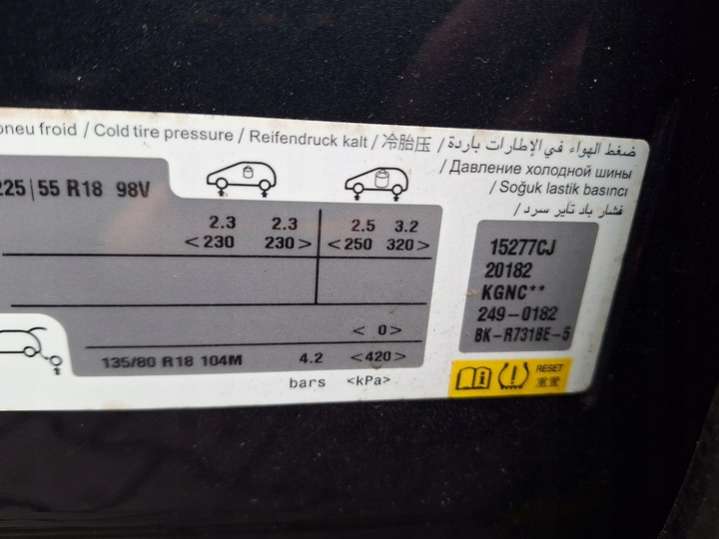 pneu froid / Cold tire pressure / Reifendruck kalt / 冷胎压 / ضغط الهواء في الإطارات باردة
/ Давление холодной шины
/ Soğuk lastik basıncı
/ فشار باد تایر سرد
225 | 55 R18 98V
2.3 2.3 2.5 3.2
<230 230> <250 320>
15277CJ
20182
KGNC**
249-0182
BK-R731BE-5
< 0>
135/80 R18 104M 4.2 <420>
bars <kPa>
RESET
重置